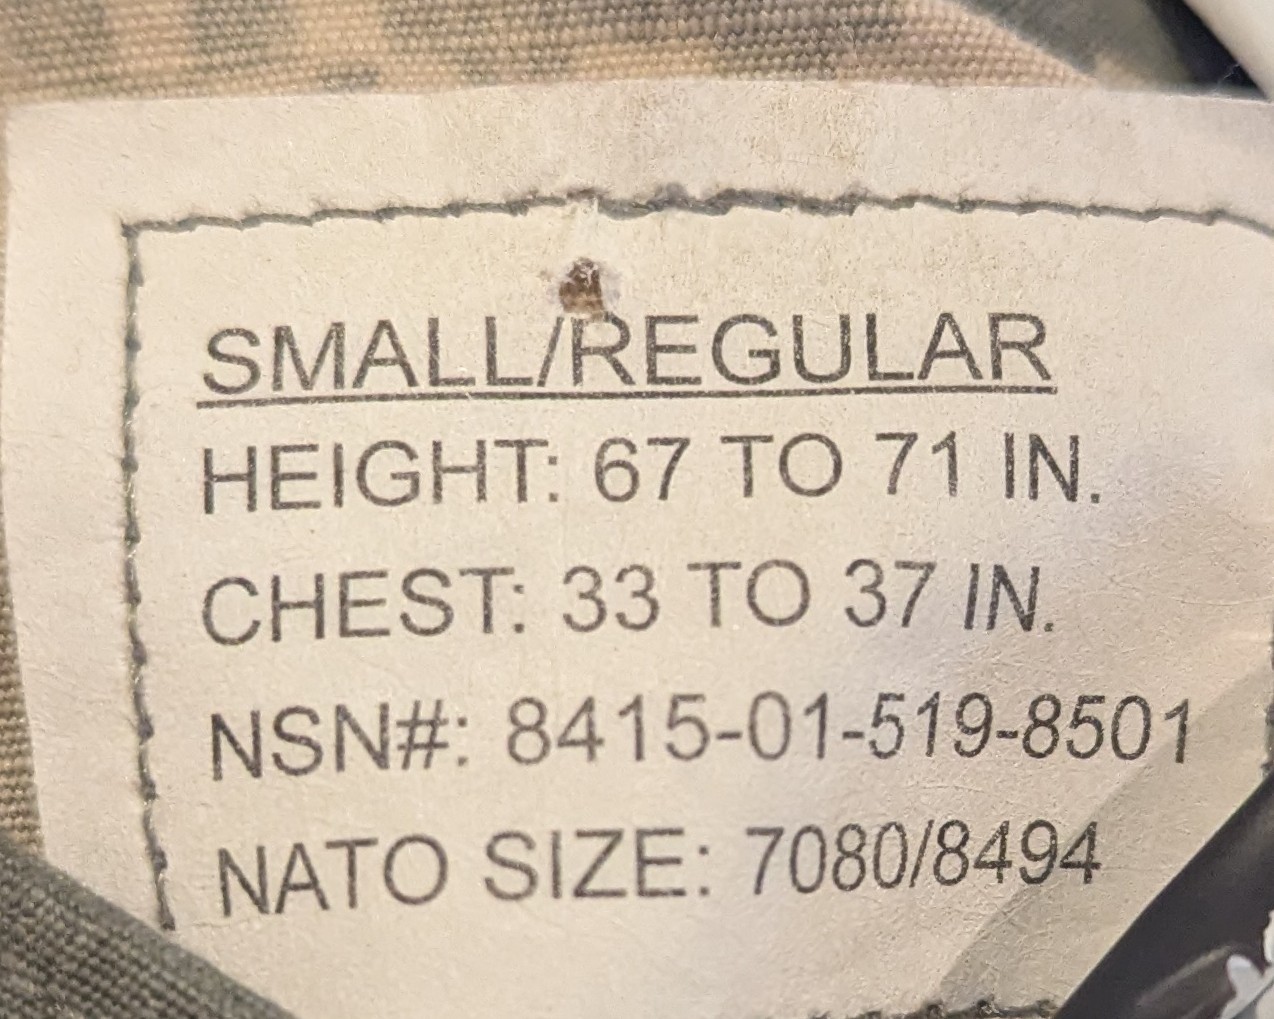 SMALL/REGULAR
HEIGHT: 67 TO 71 IN.
CHEST: 33 TO 37 IN.
NSN#: 8415-01-519-8501
NATO SIZE: 7080/8494